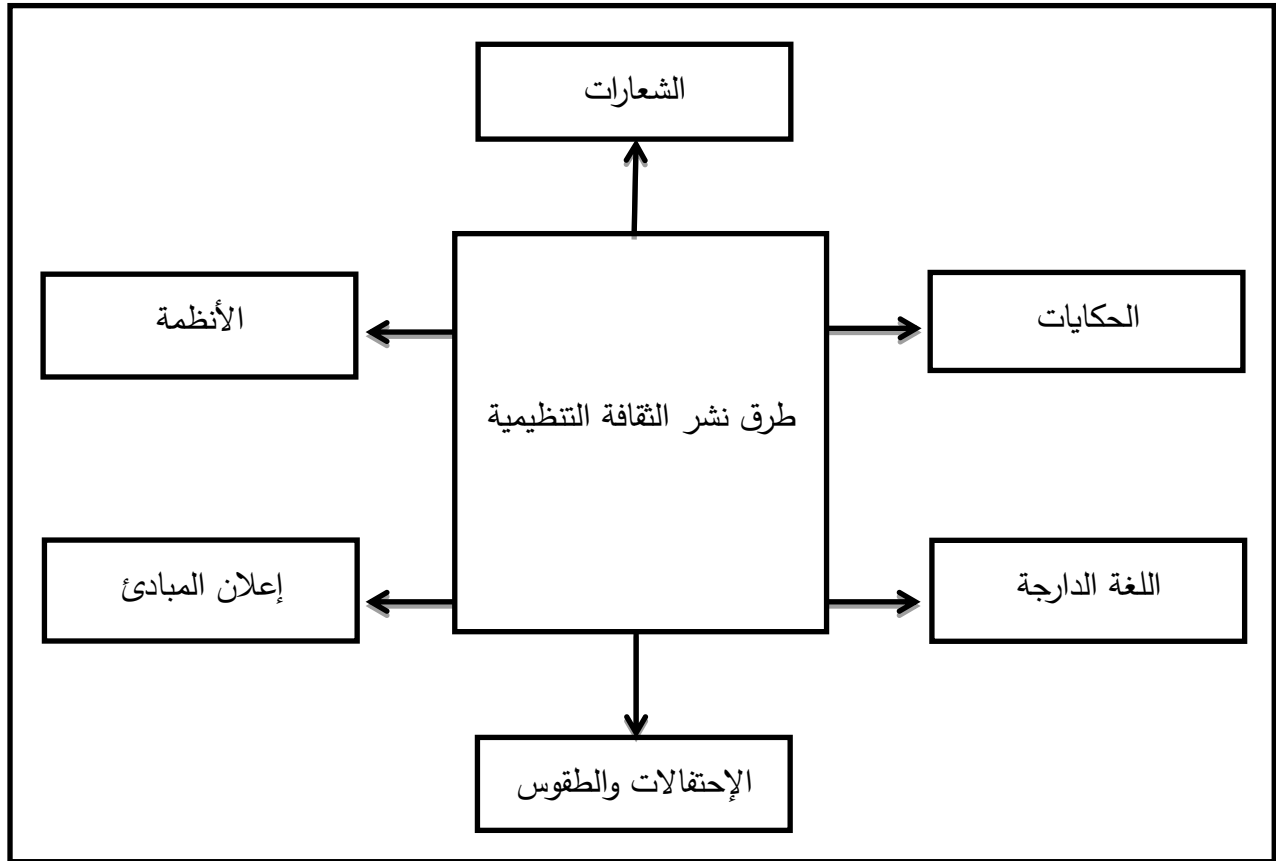 الشعارات
الحكايات
الأنظمة
طرق نشر الثقافة التنظيمية
اللغة الدارجة
إعلان المبادئ
الإحتفالات والطقوس